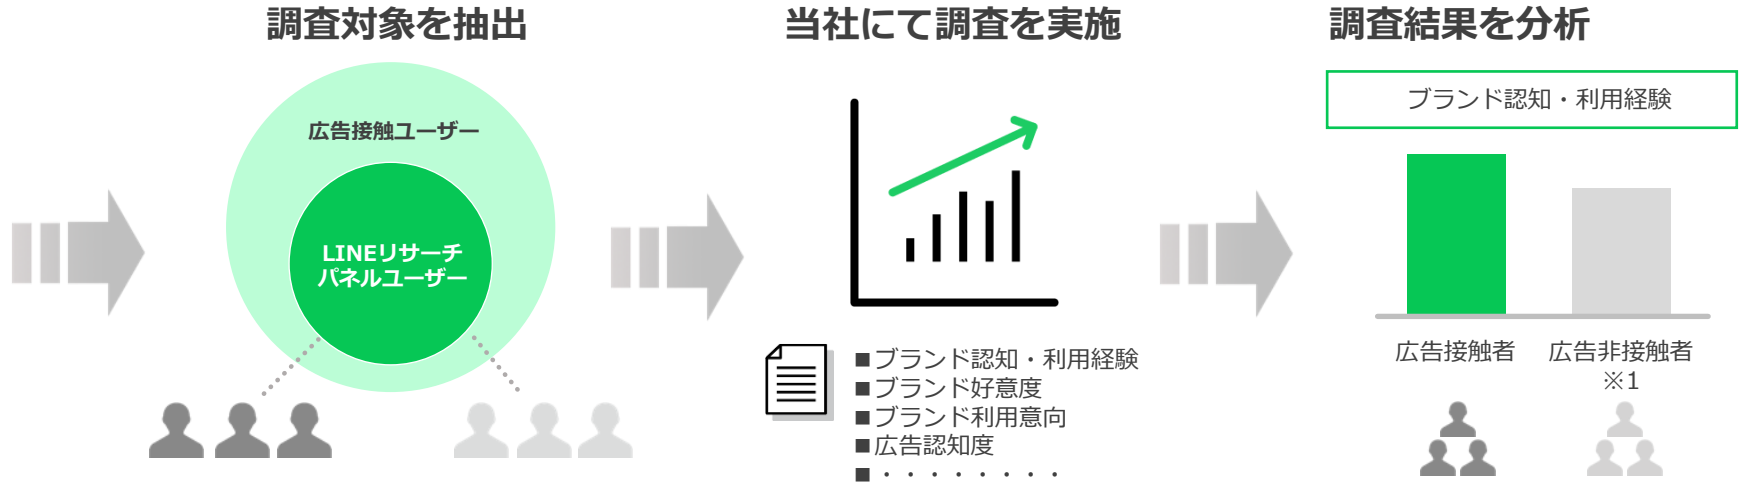 調査対象を抽出
広告接触ユーザー
LINEリサーチ
パネルユーザー
当社にて調査を実施
■ブランド認知・利用経験
■ブランド好意度
■ブランド利用意向
■広告認知度
■・・・・・・・・
調査結果を分析
ブランド認知・利用経験
広告接触者
広告非接触者
※1